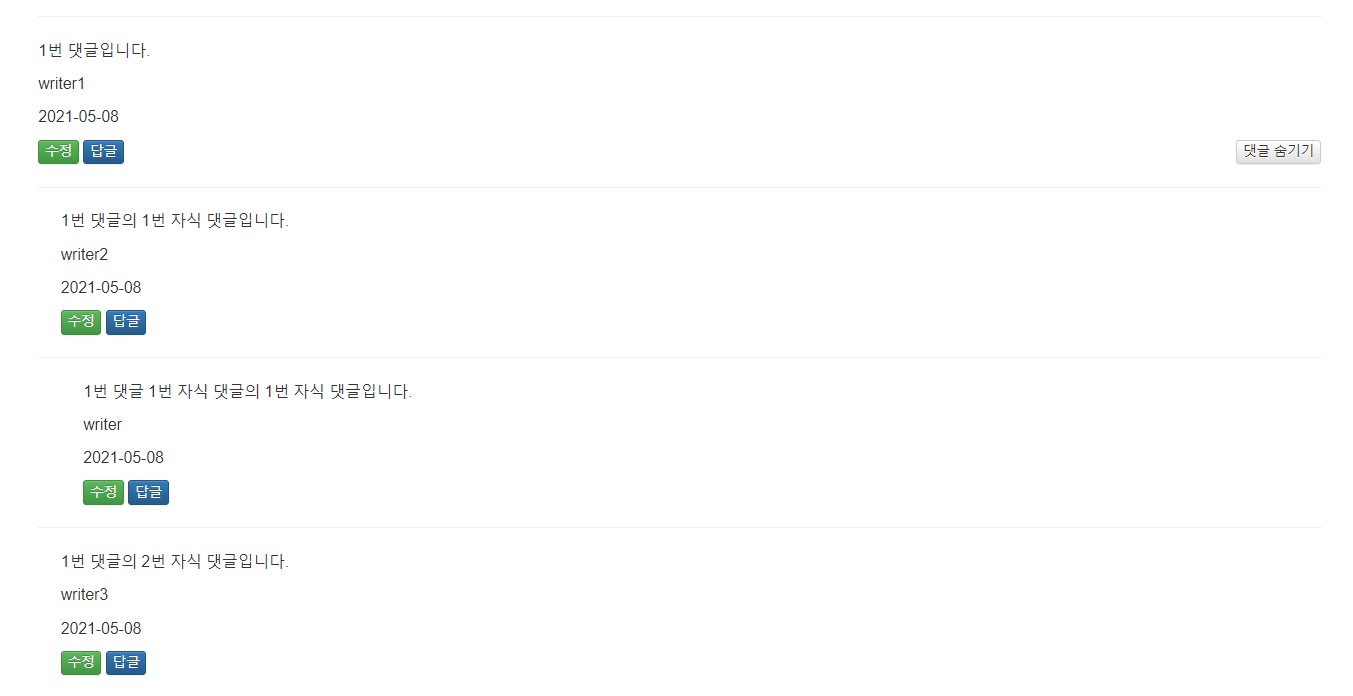 1번 댓글입니다.
writer1
2021-05-08
수정 답글 댓글 숨기기
1번 댓글의 1번 자식 댓글입니다.
writer2
2021-05-08
수정 답글
1번 댓글 1번 자식 댓글의 1번 자식 댓글입니다.
writer
2021-05-08
수정 답글
1번 댓글의 2번 자식 댓글입니다.
writer3
2021-05-08
수정 답글